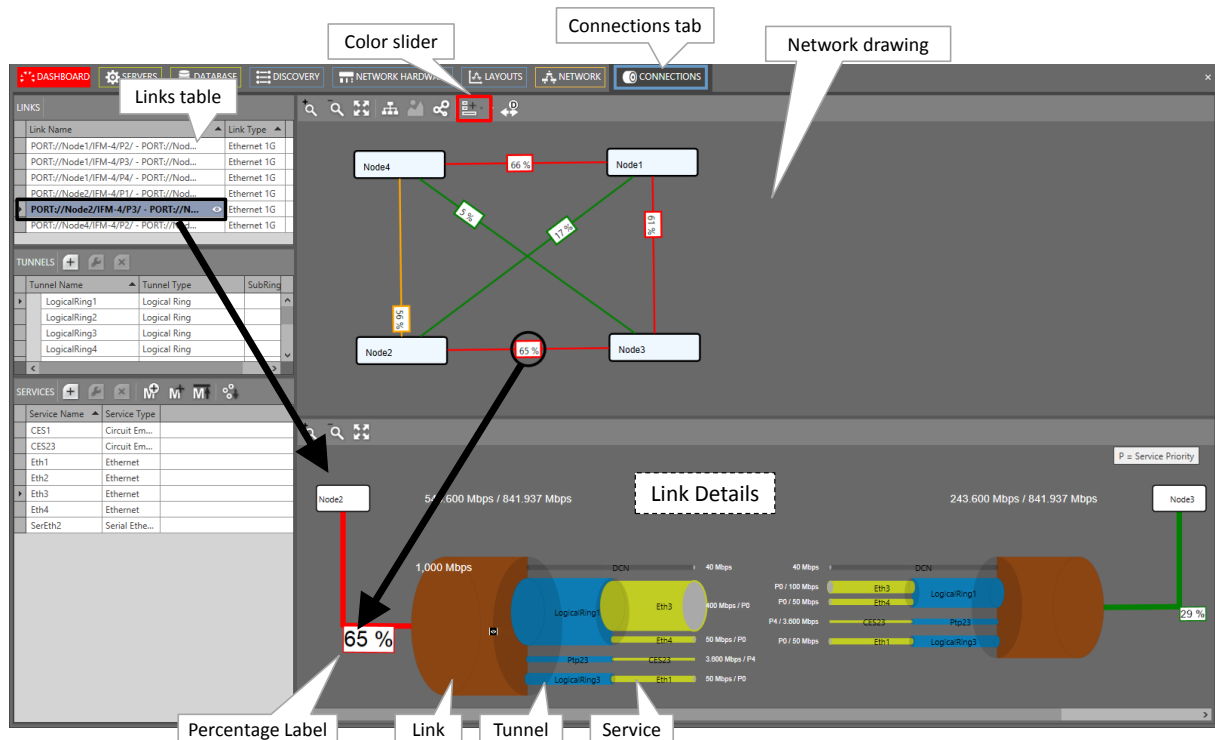 Connections tab
Color slider
Network drawing
DASHBOARD
SERVERS
DATABASE
DISCOVERY
NETWORK HARDWA
LAYOUTS
NETWORK
CONNECTIONS
×
Links table
LINKS
Link Name Link Type
PORT://Node1/IFM-4/P2/ - PORT://Nod... Ethernet 1G
PORT://Node1/IFM-4/P3/ - PORT://Nod... Ethernet 1G
PORT://Node1/IFM-4/P4/ - PORT://Nod... Ethernet 1G
PORT://Node2/IFM-4/P1/ - PORT://Nod... Ethernet 1G
PORT://Node2/IFM-4/P3/ - PORT://N... Ethernet 1G
PORT://Node4/IFM-4/P2/ - PORT://Nod... Ethernet 1G
D
Node4
66 %
Node1
5 %
17 %
61 %
56 %
Node2
65 %
Node3
TUNNELS
Tunnel Name Tunnel Type SubRing
LogicalRing1 Logical Ring
LogicalRing2 Logical Ring
LogicalRing3 Logical Ring
LogicalRing4 Logical Ring
SERVICES
M M M
Service Name Service Type
CES1 Circuit Em...
CES23 Circuit Em...
Eth1 Ethernet
Eth2 Ethernet
Eth3 Ethernet
Eth4 Ethernet
SerEth2 Serial Ethe...
P = Service Priority
Link Details
Node2
.600 Mbps / 841.937 Mbps
243.600 Mbps / 841.937 Mbps
Node3
1,000 Mbps
DCN 40 Mbps
LogicalRing1 Eth3 400 Mbps / P0
Eth4 50 Mbps / P0
Ptp23 CES23 3.600 Mbps / P4
LogicalRing3 Eth1 50 Mbps / P0
65 %
40 Mbps DCN
P0 / 100 Mbps Eth3 LogicalRing1
P0 / 50 Mbps Eth4
P4 / 3.600 Mbps CES23 Ptp23
P0 / 50 Mbps Eth1 LogicalRing3
29 %
Percentage Label
Link
Tunnel
Service